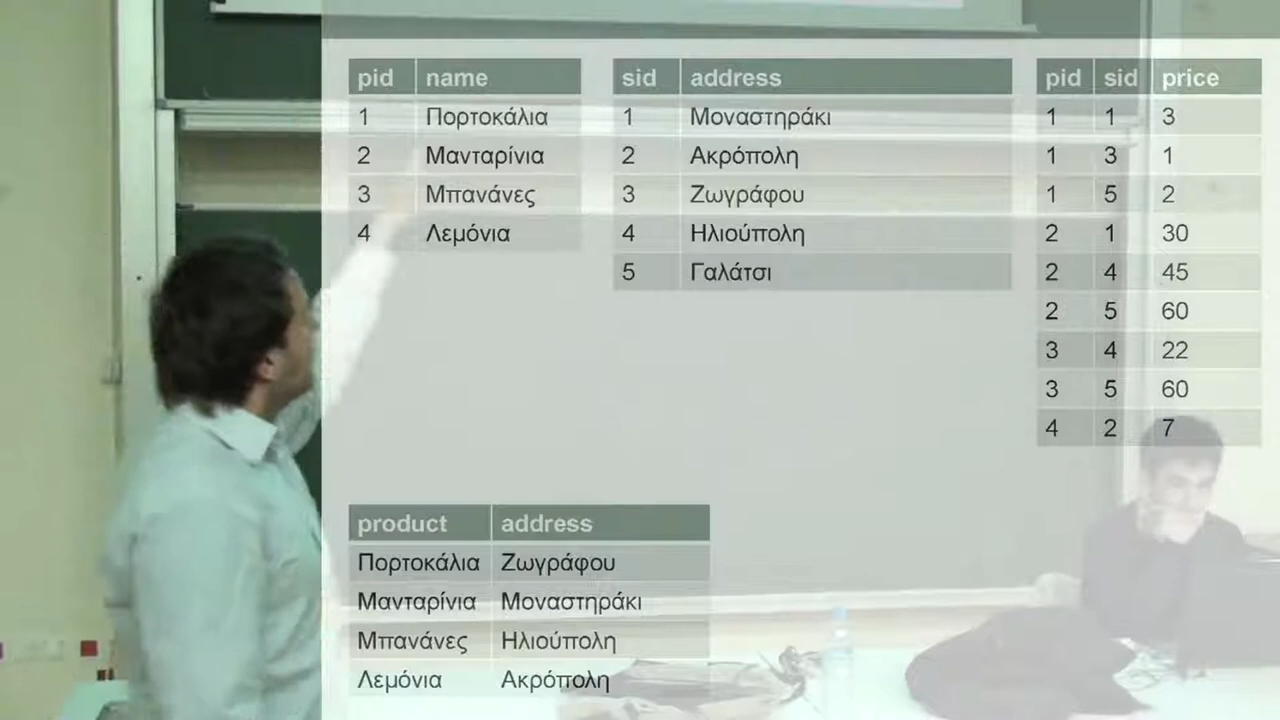 pid name
1 Πορτοκάλια
2 Μανταρίνια
3 Μπανάνες
4 Λεμόνια
sid address
1 Μοναστηράκι
2 Ακρόπολη
3 Ζωγράφου
4 Ηλιούπολη
5 Γαλάτσι
pid sid price
1 1 3
1 3 1
1 5 2
2 1 30
2 4 45
2 5 60
3 4 22
3 5 60
4 2 7
product address
Πορτοκάλια Ζωγράφου
Μανταρίνια Μοναστηράκι
Μπανάνες Ηλιούπολη
Λεμόνια Ακρόπολη